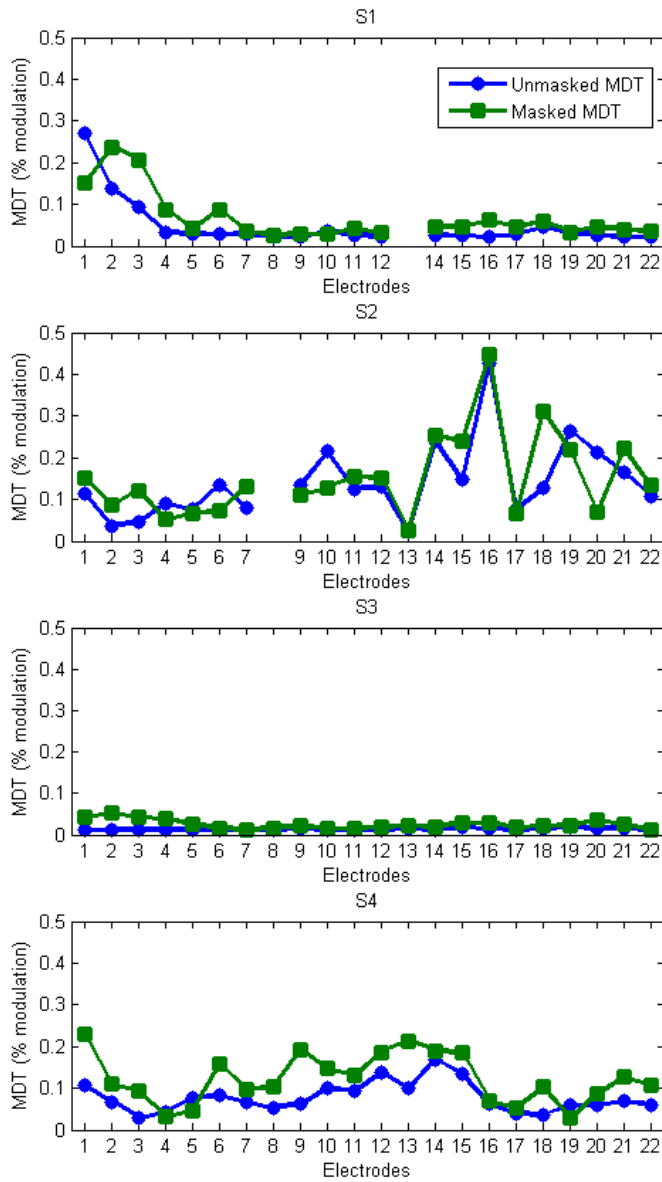 S1
MDT (% modulation)
0.5
0.4
0.3
0.2
0.1
0
Unmasked MDT
Masked MDT
1 2 3 4 5 6 7 8 9 10 11 12 14 15 16 17 18 19 20 21 22
Electrodes
S2
MDT (% modulation)
0.5
0.4
0.3
0.2
0.1
0
1 2 3 4 5 6 7 9 10 11 12 13 14 15 16 17 18 19 20 21 22
Electrodes
S3
MDT (% modulation)
0.5
0.4
0.3
0.2
0.1
0
1 2 3 4 5 6 7 8 9 10 11 12 13 14 15 16 17 18 19 20 21 22
Electrodes
S4
MDT (% modulation)
0.5
0.4
0.3
0.2
0.1
0
1 2 3 4 5 6 7 8 9 10 11 12 13 14 15 16 17 18 19 20 21 22
Electrodes